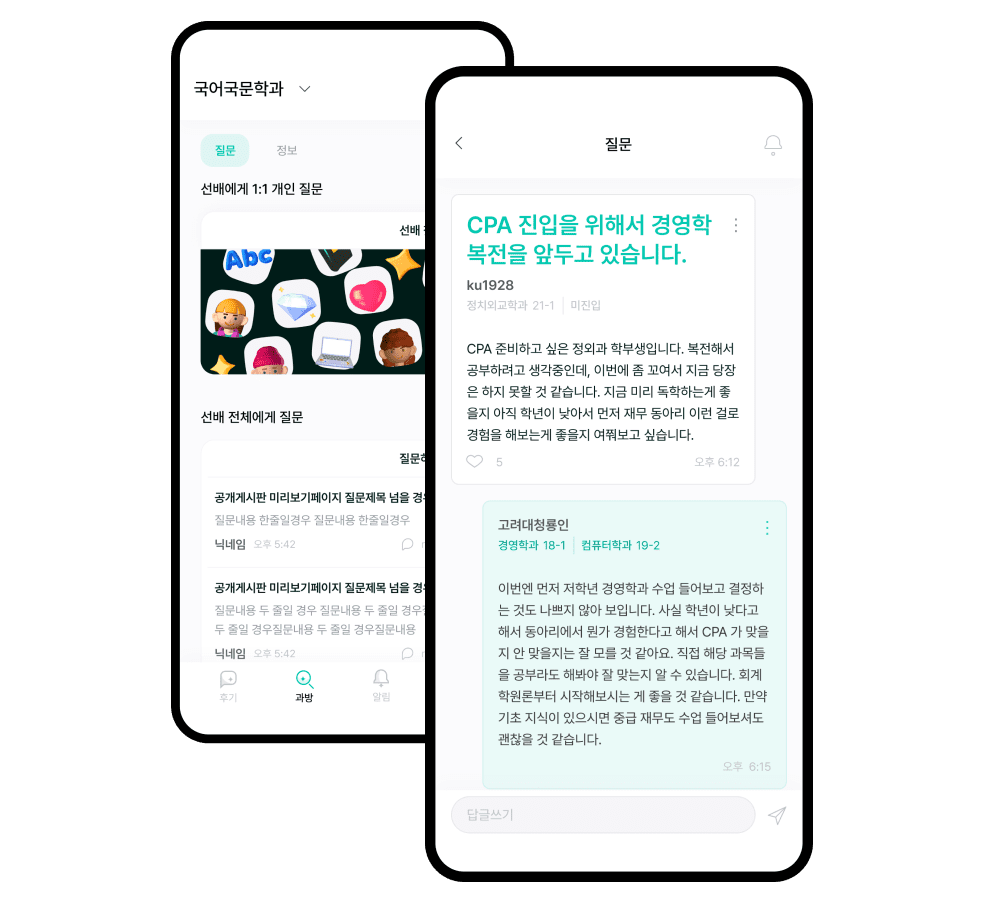 국어국문학과
질문
정보
선배에게 1:1 개인 질문
선배
Abc
선배 전체에게 질문
질문하
공개게시판 미리보기페이지 질문제목 넘을 경
질문내용 한줄일경우 질문내용 한줄일경우
닉네임 오후 5:42
공개게시판 미리보기페이지 질문제목 넘을 경
질문내용 두 줄일 경우 질문내용 두 줄일 경우
두 줄일 경우질문내용 두 줄일 경우질문내용
닉네임 오후 5:42
후기
과방
알림
질문
CPA 진입을 위해서 경영학
복전을 앞두고 있습니다.
ku1928
정치외교학과 21-1 미진입
CPA 준비하고 싶은 정외과 학부생입니다. 복전해서
공부하려고 생각중인데, 이번에 좀 꼬여서 지금 당장
은 하지 못할 것 같습니다. 지금 미리 독학하는게 좋
을지 아직 학년이 낮아서 먼저 재무 동아리 이런 걸로
경험을 해보는게 좋을지 여쭤보고 싶습니다.
5
오후 6:12
고려대청룡인
경영학과 18-1 컴퓨터학과 19-2
이번엔 먼저 저학년 경영학과 수업 들어보고 결정하
는 것도 나쁘지 않아 보입니다. 사실 학년이 낮다고
해서 동아리에서 뭔가 경험한다고 해서 CPA 가 맞을
지 안 맞을지는 잘 모를 것 같아요. 직접 해당 과목들
을 공부라도 해봐야 잘 맞는지 알 수 있습니다. 회계
학원론부터 시작해보시는 게 좋을 것 같습니다. 만약
기초 지식이 있으시면 중급 재무도 수업 들어보셔도
괜찮을 것 같습니다.
오후 6:15
답글쓰기